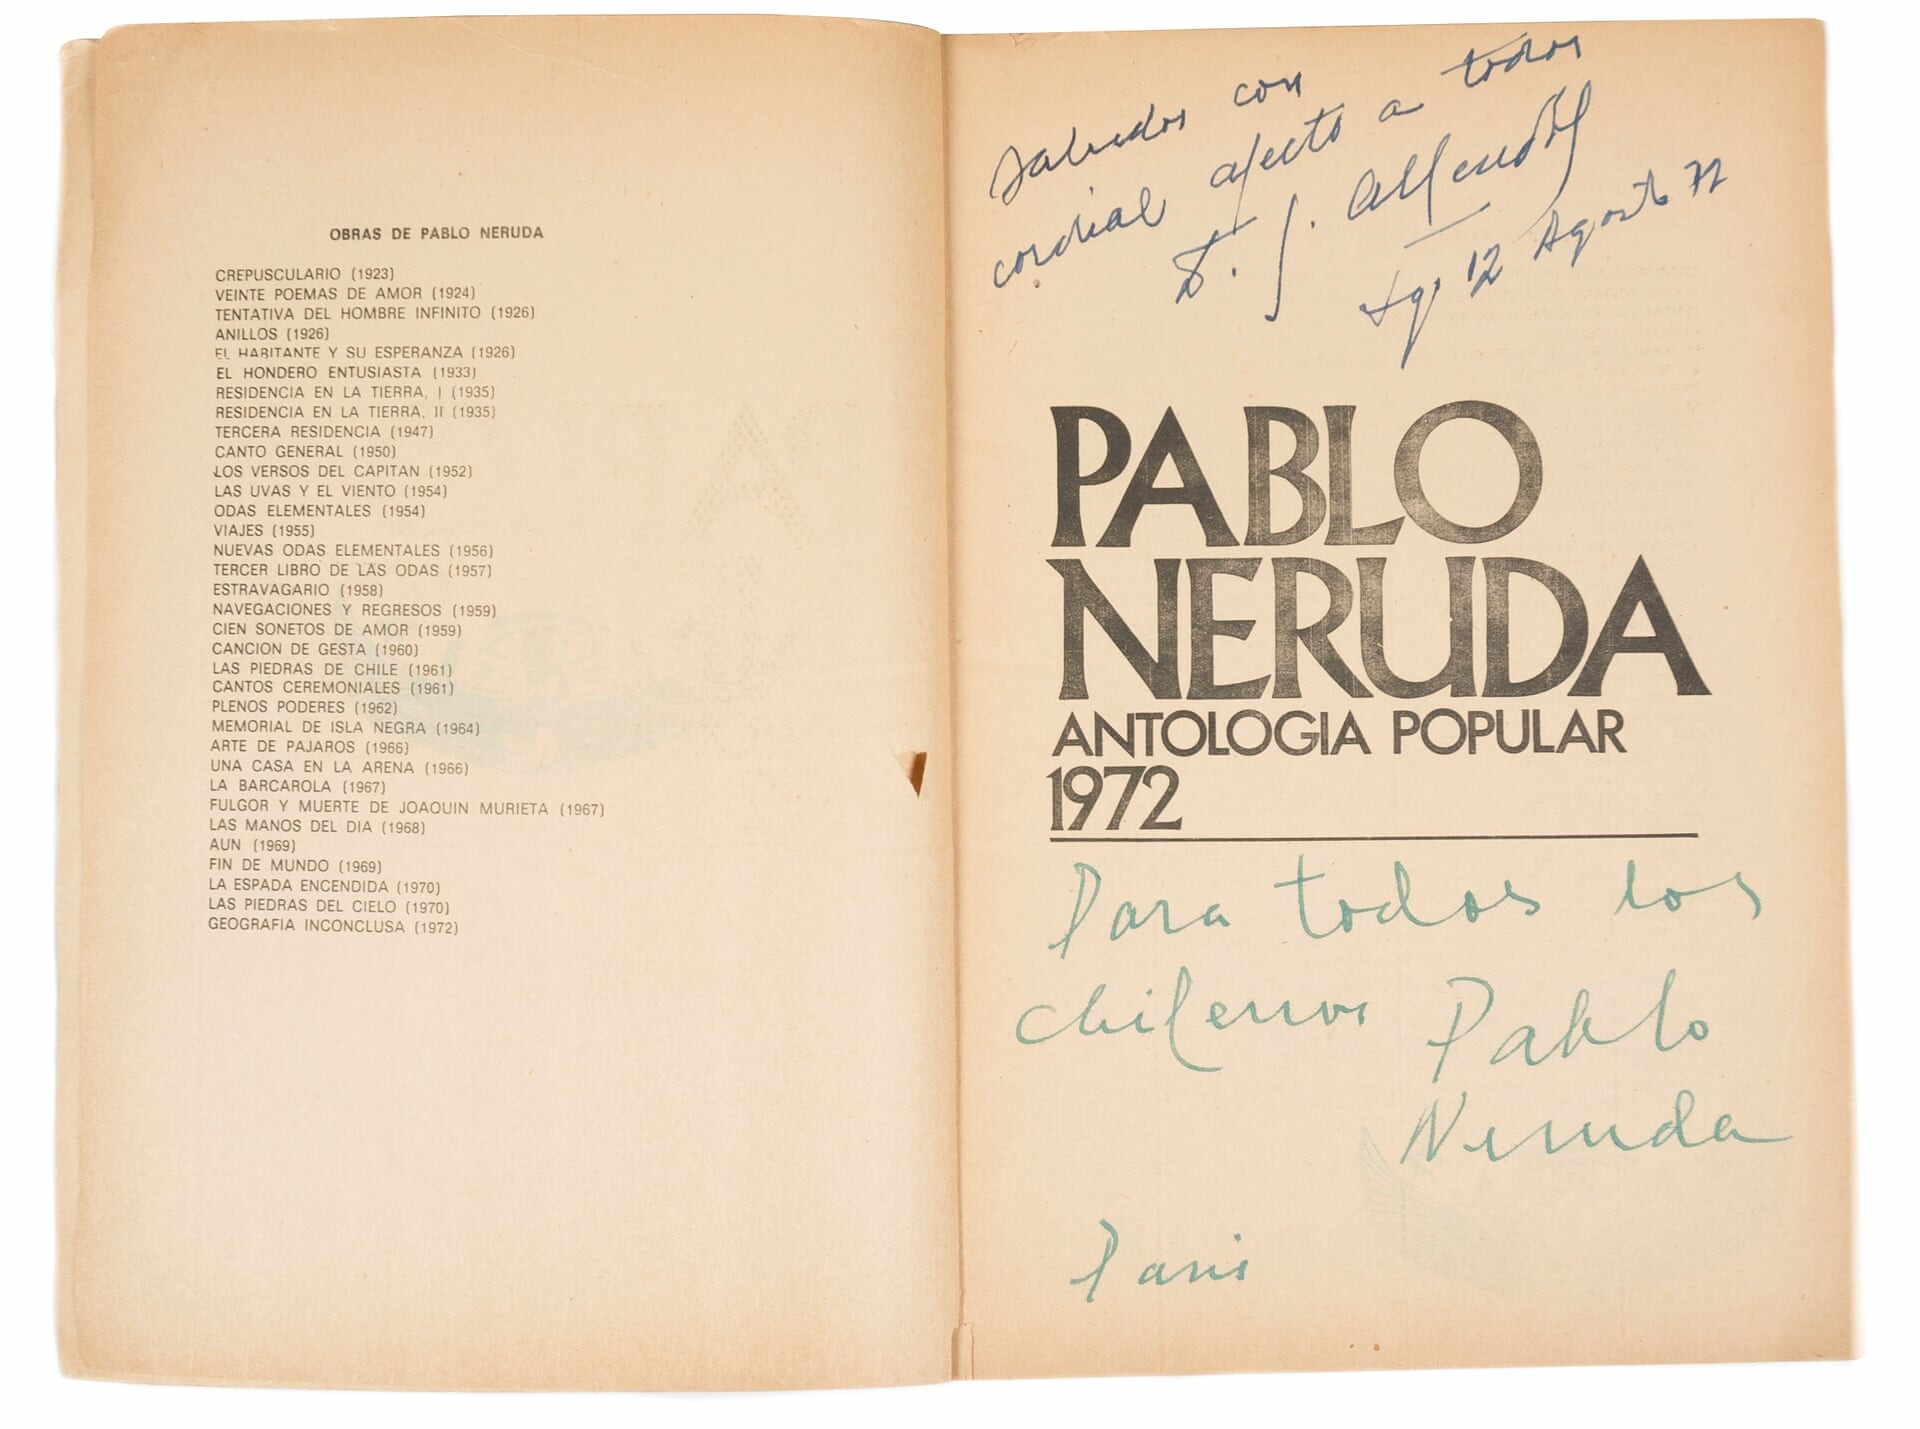 OBRAS DE PABLO NERUDA
CREPUSCULARIO (1923)
VEINTE POEMAS DE AMOR (1924)
TENTATIVA DEL HOMBRE INFINITO (1926)
ANILLOS (1926)
EL HABITANTE Y SU ESPERANZA (1926)
EL HONDERO ENTUSIASTA (1933)
RESIDENCIA EN LA TIERRA, I (1935)
RESIDENCIA EN LA TIERRA, II (1935)
TERCERA RESIDENCIA (1947)
CANTO GENERAL (1950)
LOS VERSOS DEL CAPITAN (1952)
LAS UVAS Y EL VIENTO (1954)
ODAS ELEMENTALES (1954)
VIAJES (1955)
NUEVAS ODAS ELEMENTALES (1956)
TERCER LIBRO DE LAS ODAS (1957)
ESTRAVAGARIO (1958)
NAVEGACIONES Y REGRESOS (1959)
CIEN SONETOS DE AMOR (1959)
CANCION DE GESTA (1960)
LAS PIEDRAS DE CHILE (1961)
CANTOS CEREMONIALES (1961)
PLENOS PODERES (1962)
MEMORIAL DE ISLA NEGRA (1964)
ARTE DE PAJAROS (1966)
UNA CASA EN LA ARENA (1966)
LA BARCAROLA (1967)
FULGOR Y MUERTE DE JOAQUIN MURIETA (1967)
LAS MANOS DEL DIA (1968)
AUN (1969)
FIN DE MUNDO (1969)
LA ESPADA ENCENDIDA (1970)
LAS PIEDRAS DEL CIELO (1970)
GEOGRAFIA INCONCLUSA (1972)
Saludos con
cordial afecto a todos
S. Allende
12 Agosto 72
PABLO
NERUDA
ANTOLOGIA POPULAR
1972
Para todos los
chilenos Pablo
Neruda
Paris